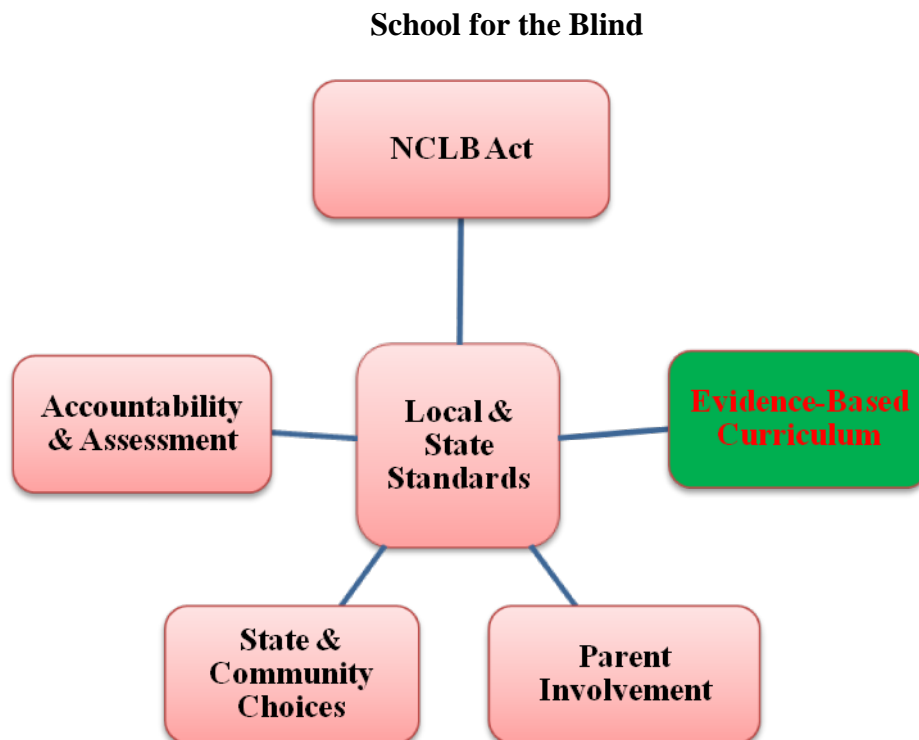 School for the Blind
NCLB Act
Accountability
& Assessment
Local &
State
Standards
Evidence-Based
Curriculum
State &
Community
Choices
Parent
Involvement